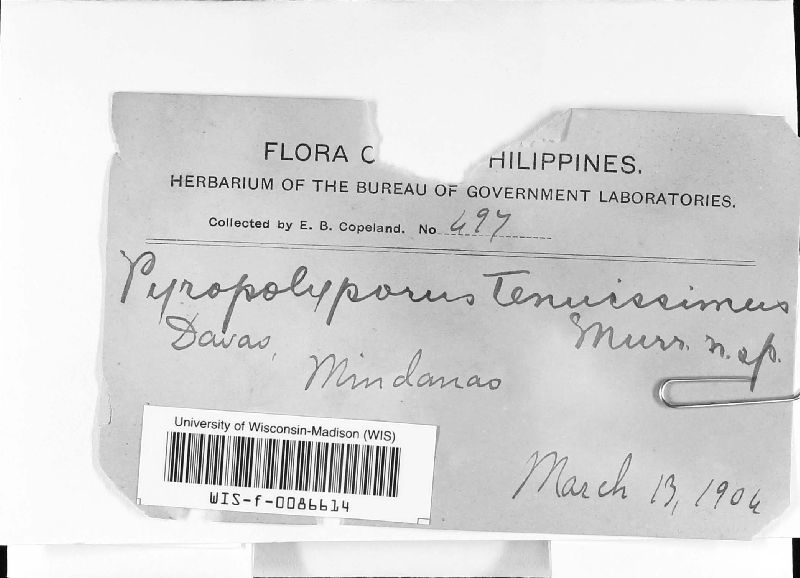 FLORA O HILIPPINES.
HERBARIUM OF THE BUREAU OF GOVERNMENT LABORATORIES.
Collected by E. B. Copeland. No 497
Pyropolyporus tenuissimus
Murr. n. sp.
Davao,
Mindanao
University of Wisconsin-Madison (WIS)
WIS-f-0086614
March 13, 1904